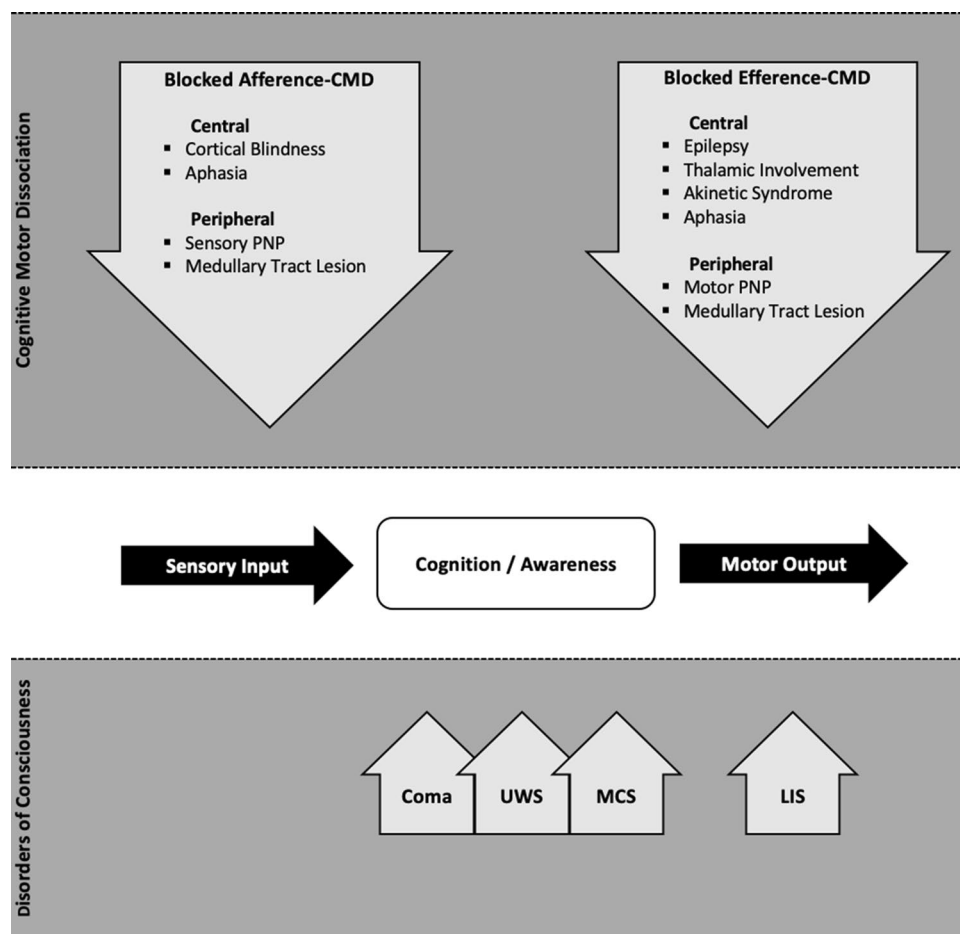 Cognitive Motor Dissociation
Blocked Afference-CMD
Central
▪ Cortical Blindness
▪ Aphasia
Peripheral
▪ Sensory PNP
▪ Medullary Tract Lesion
Blocked Efference-CMD
Central
▪ Epilepsy
▪ Thalamic Involvement
▪ Akinetic Syndrome
▪ Aphasia
Peripheral
▪ Motor PNP
▪ Medullary Tract Lesion
Sensory Input
Cognition / Awareness
Motor Output
Disorders of Consciousness
Coma
UWS
MCS
LIS